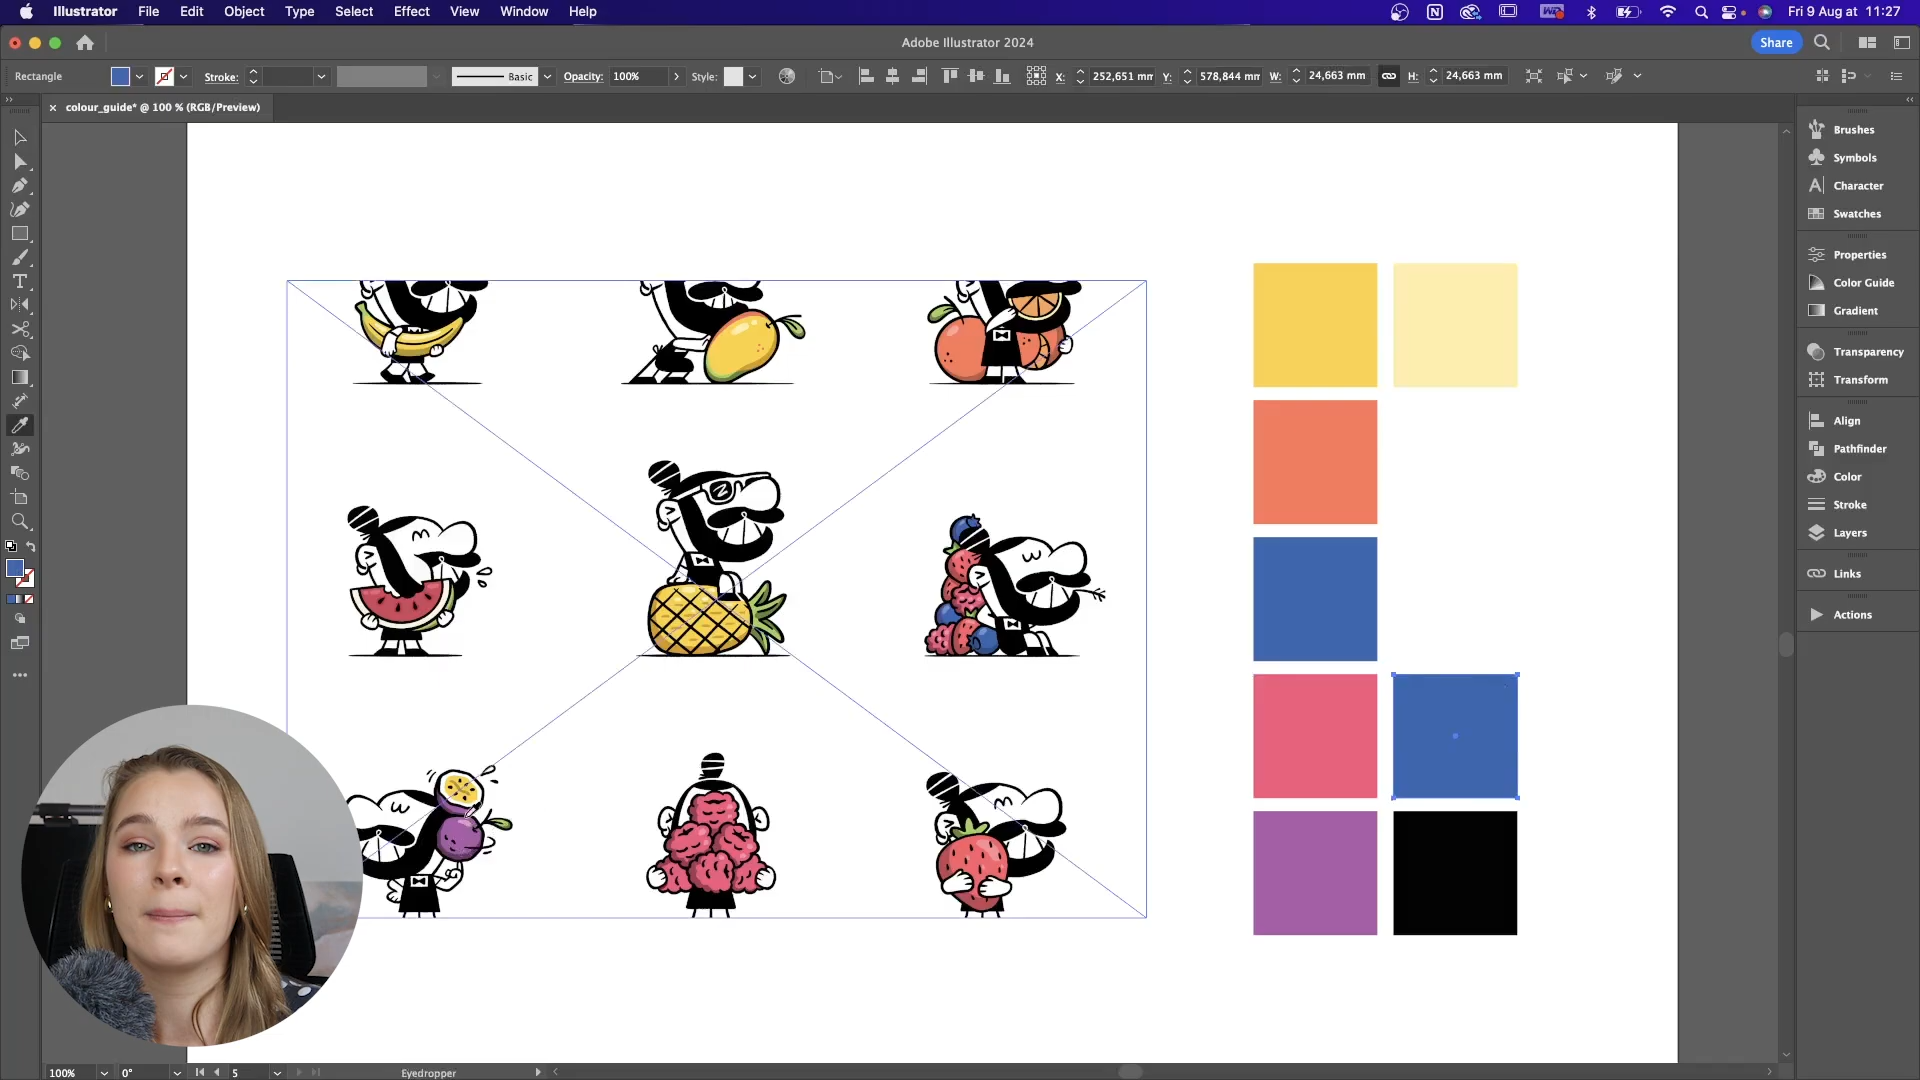 Illustrator File Edit Object Type Select Effect View Window Help Fri 9 Aug at 11:27
Adobe Illustrator 2024 Share
Rectangle Stroke: Basic Opacity: 100% Style: X: 252,651 mm Y: 578,844 mm W: 24,663 mm H: 24,663 mm
colour_guide* @ 100 % (RGB/Preview)
Brushes
Symbols
Character
Swatches
Properties
Color Guide
Gradient
Transparency
Transform
Align
Pathfinder
Color
Stroke
Layers
Links
Actions
100% 0° 5 Eyedropper